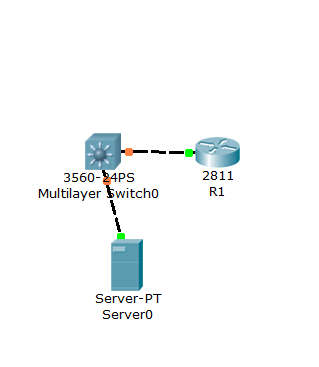 3560-24PS
Multilayer Switch0
2811
R1
Server-PT
Server0